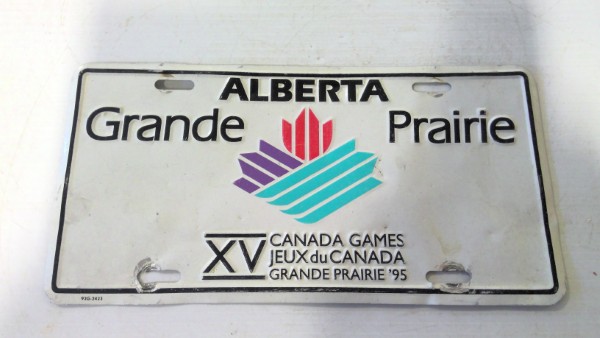 ALBERTA
Grande Prairie
XV CANADA GAMES
JEUX du CANADA
GRANDE PRAIRIE '95